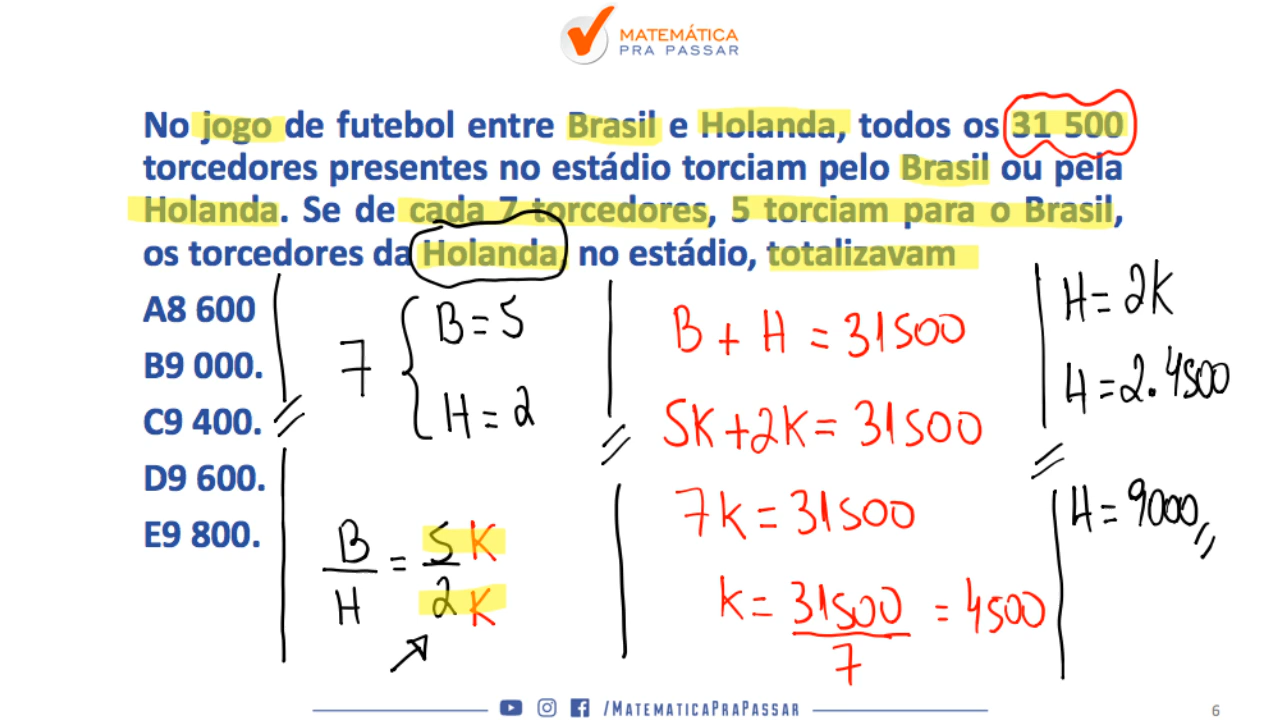 MATEMÁTICA
PRA PASSAR
No jogo de futebol entre Brasil e Holanda, todos os 31 500
torcedores presentes no estádio torciam pelo Brasil ou pela
Holanda. Se de cada 7 torcedores, 5 torciam para o Brasil,
os torcedores da Holanda, no estádio, totalizavam
A8 600
B9 000.
C9 400.
D9 600.
E9 800.
7
B = 5
H = 2
B/H = 5K/2K
B + H = 31500
5K + 2K = 31500
7K = 31500
K = 31500/7 = 4500
H = 2K
H = 2.4500
H = 9000,,
/MATEMATICAPRAPASSAR
6